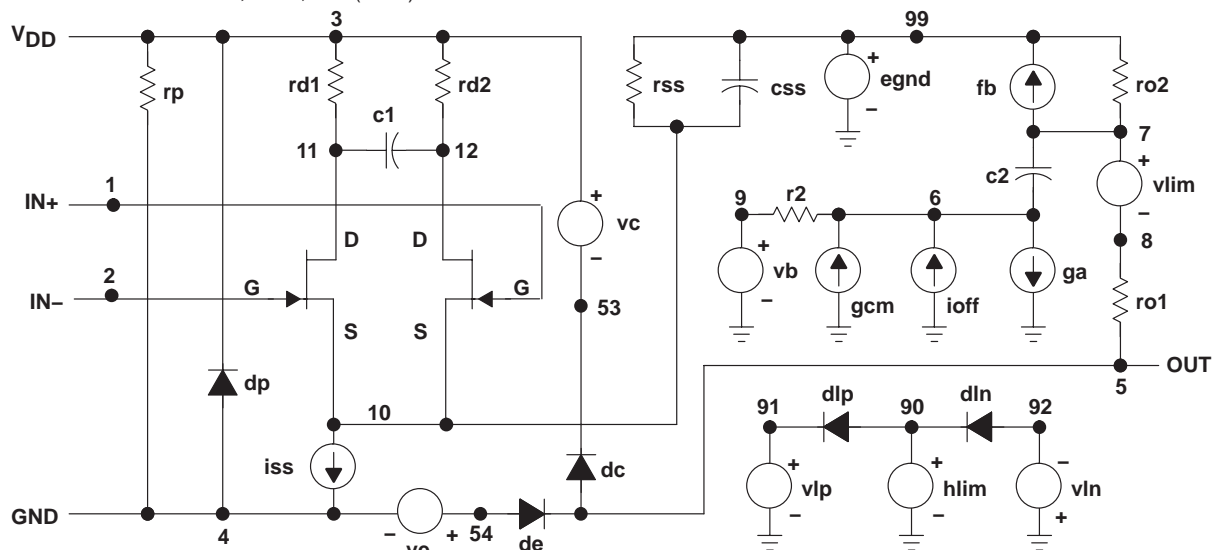 3
99
VDD
rp
rd1
rd2
rss
css
egnd
fb
ro2
c1
11
12
7
c2
vlim
1
IN+
9
r2
6
8
D
D
vc
vb
gcm
ioff
ga
ro1
2
IN–
G
G
53
S
S
OUT
5
dp
10
91
dlp
90
dln
92
iss
dc
vlp
hlim
vln
GND
4
54
de